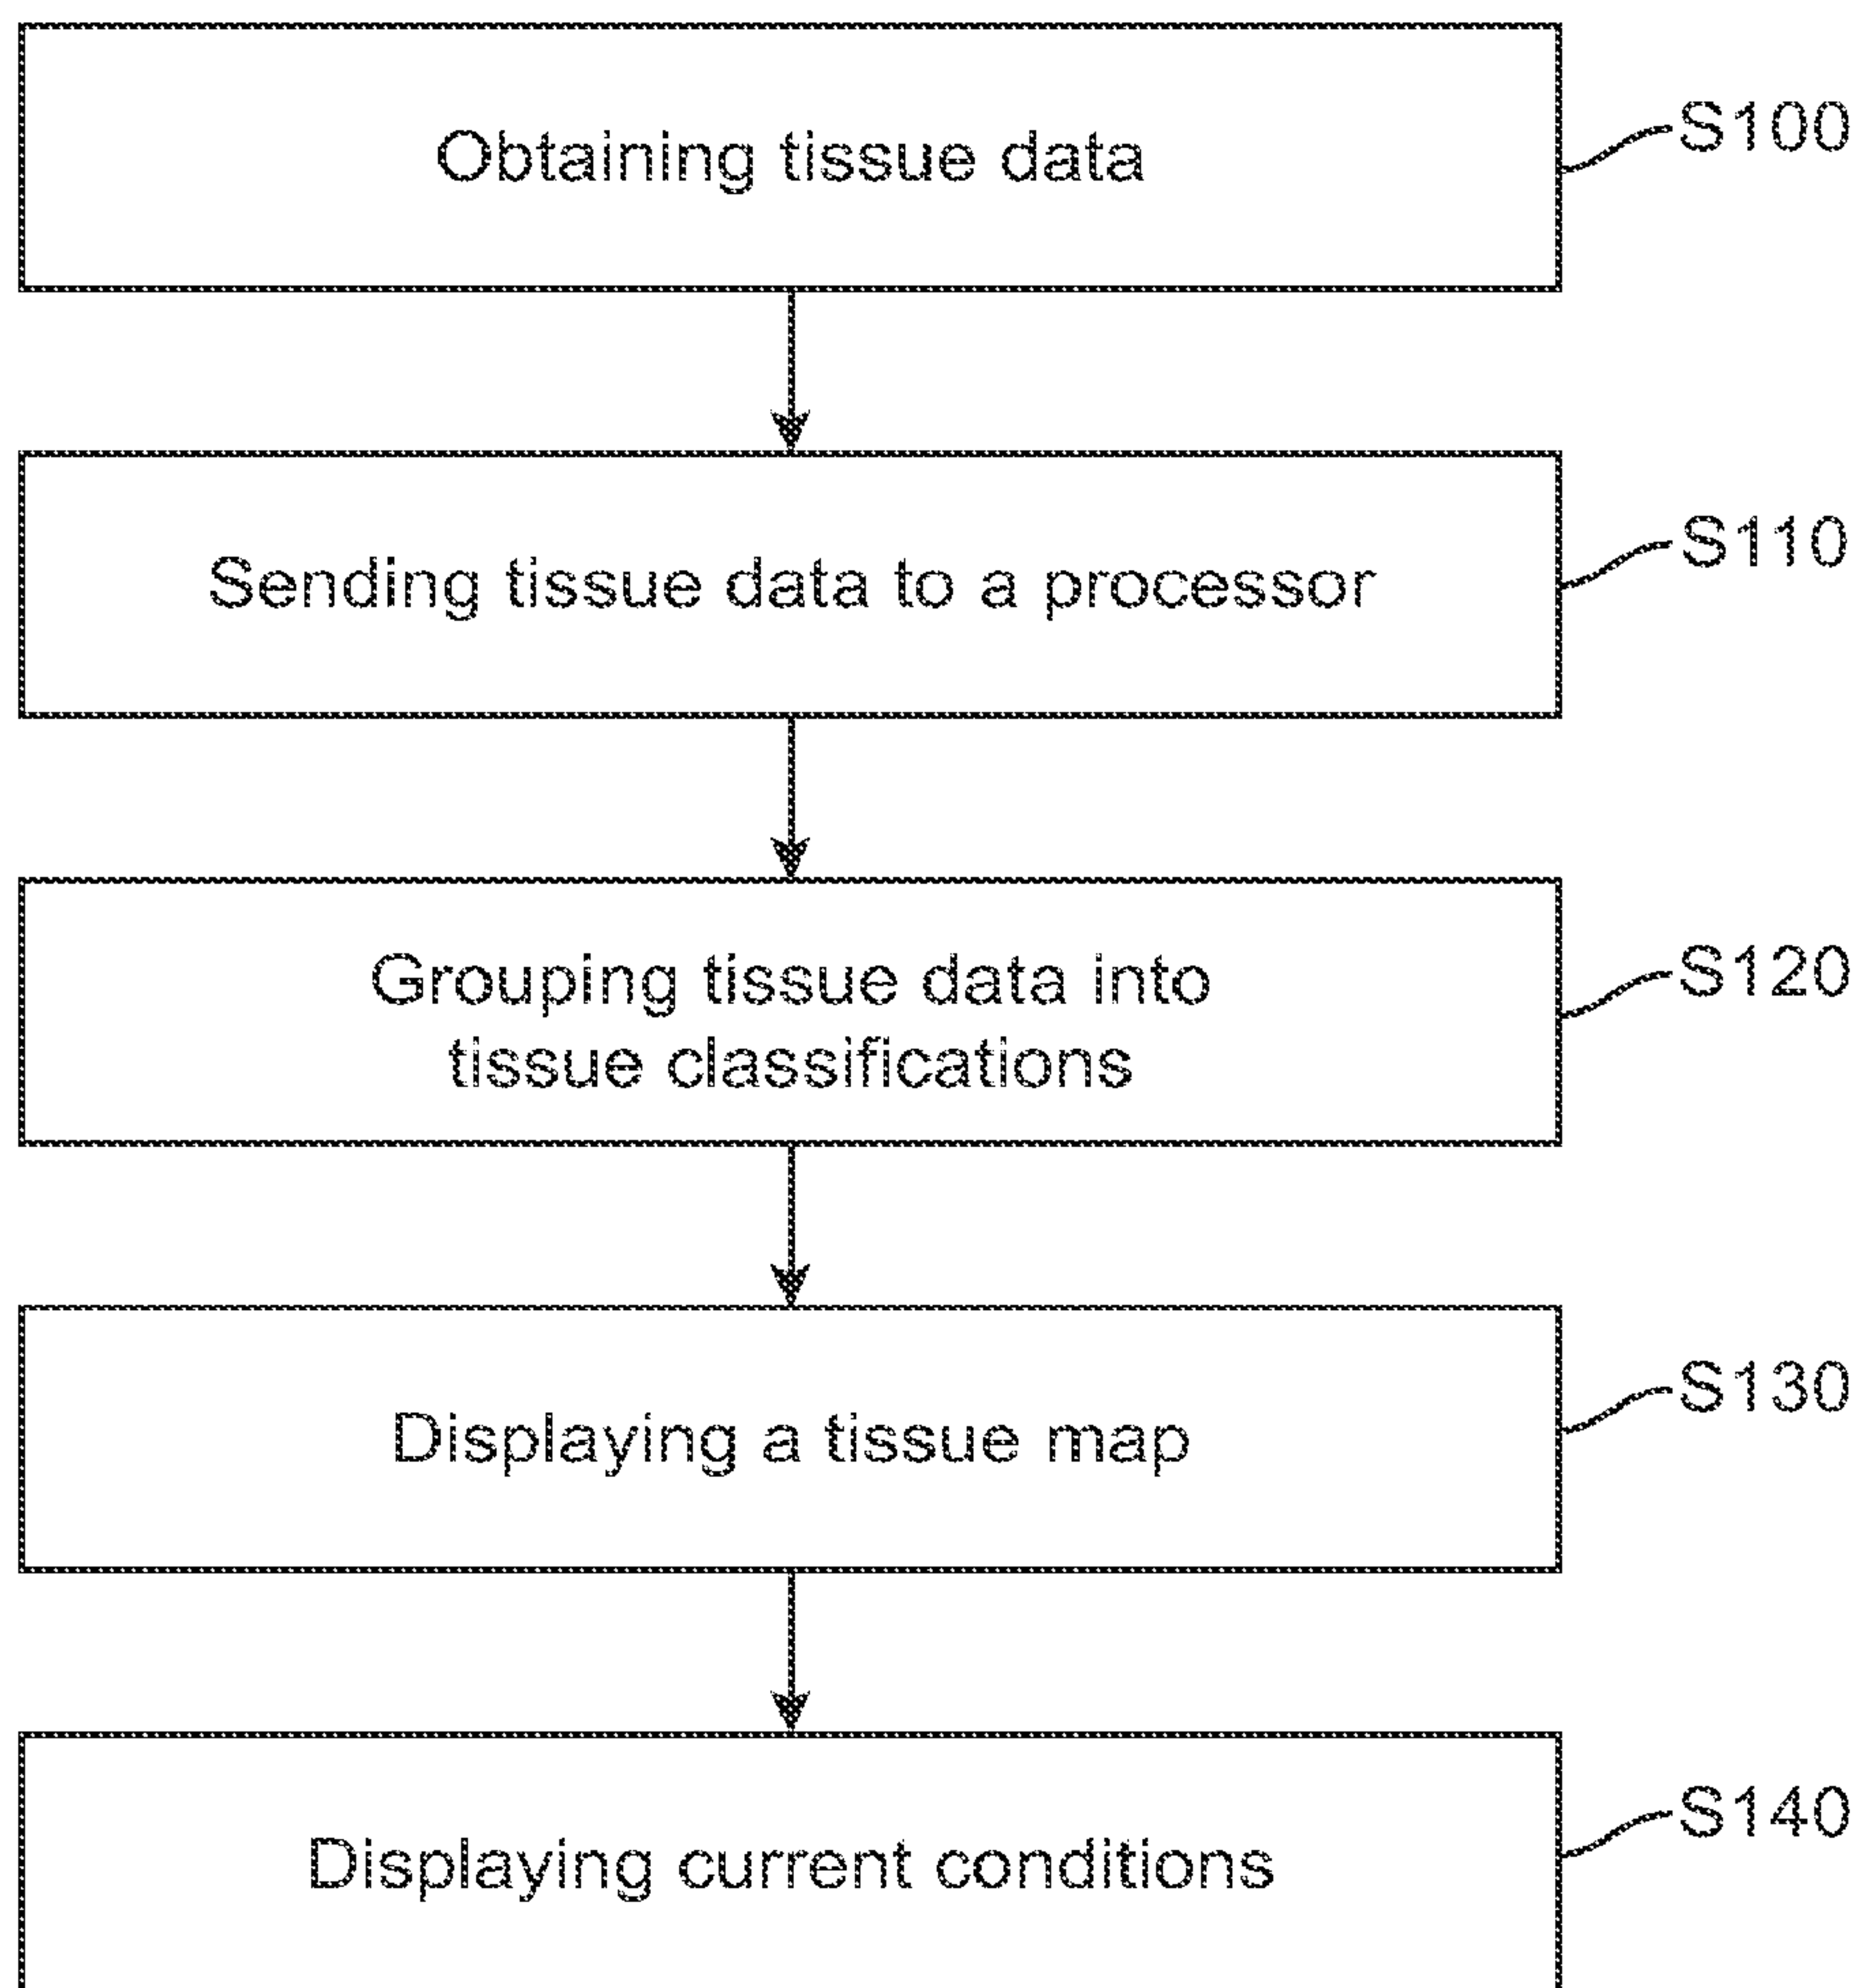 Obtaining tissue data
S100
Sending tissue data to a processor
S110
Grouping tissue data into
tissue classifications
S120
Displaying a tissue map
S130
Displaying current conditions
S140